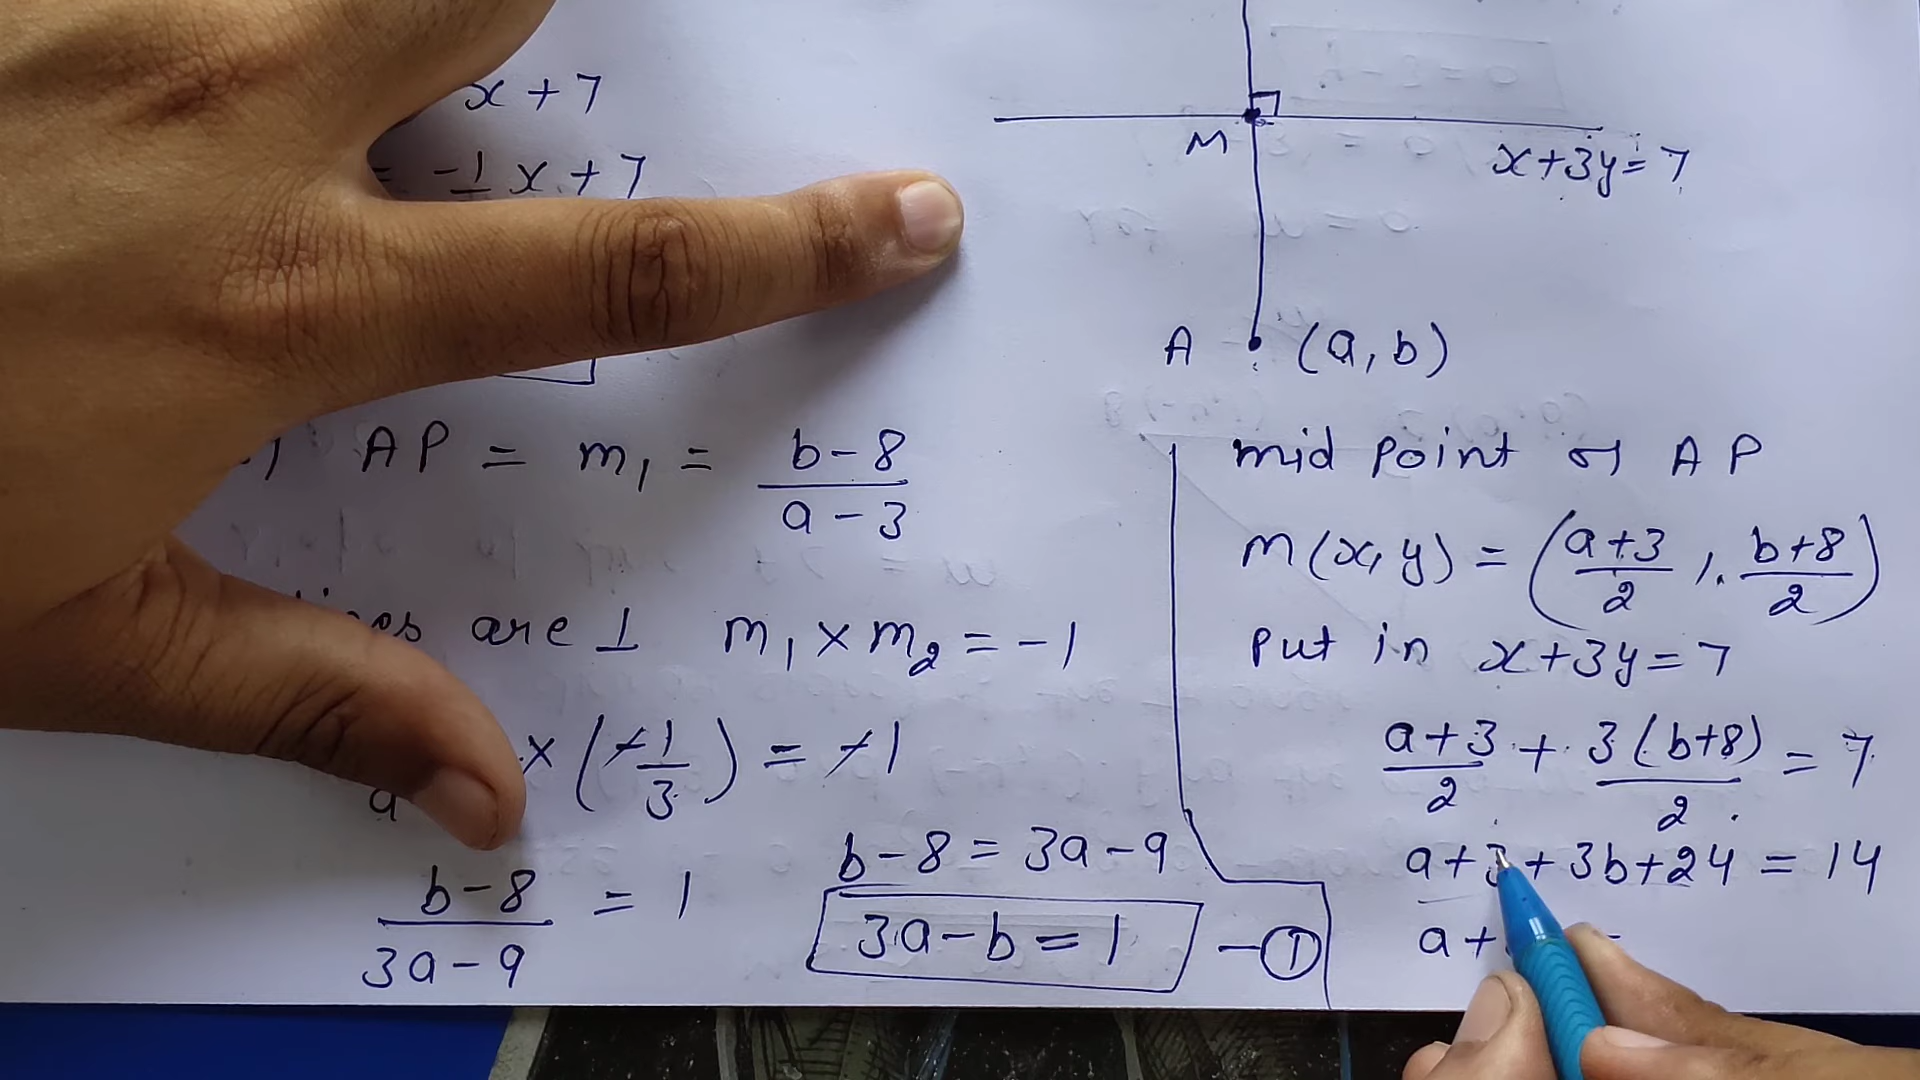 x + 7
= -1 x + 7
M
x+3y=7
A (a, b)
AP = m₁ = b-8
a-3
are ⊥ m₁ × m₂ = -1
× (-1/3) = -1
a
b-8 = 1
3a-9
b-8 = 3a-9
3a-b=1 -①
mid point of AP
M(x,y) = (a+3/2, b+8/2)
Put in x+3y=7
a+3/2 + 3(b+8)/2 = 7
a+3+3b+24 = 14
a+